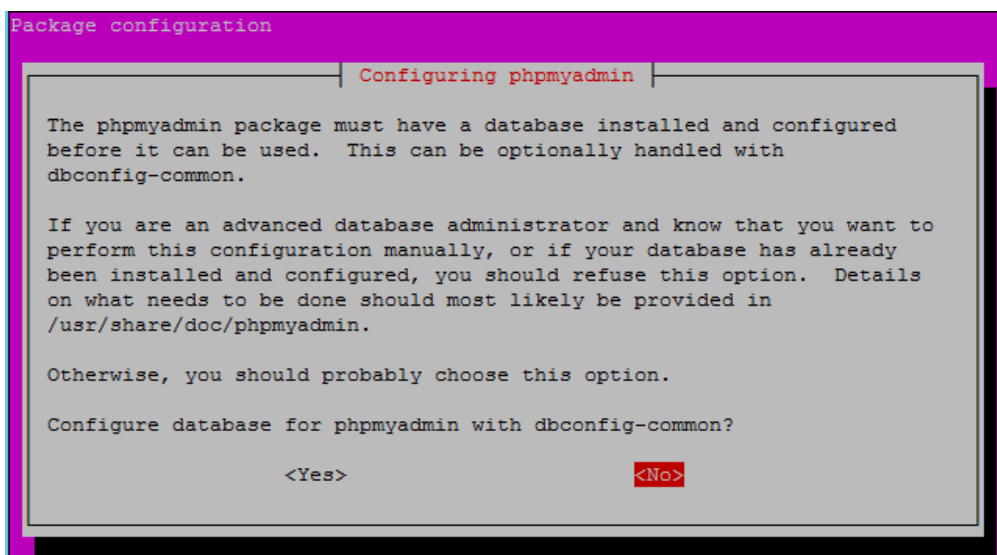 Package configuration
Configuring phpmyadmin
The phpmyadmin package must have a database installed and configured
before it can be used.  This can be optionally handled with
dbconfig-common.
If you are an advanced database administrator and know that you want to
perform this configuration manually, or if your database has already
been installed and configured, you should refuse this option.  Details
on what needs to be done should most likely be provided in
/usr/share/doc/phpmyadmin.
Otherwise, you should probably choose this option.
Configure database for phpmyadmin with dbconfig-common?
<Yes> <No>